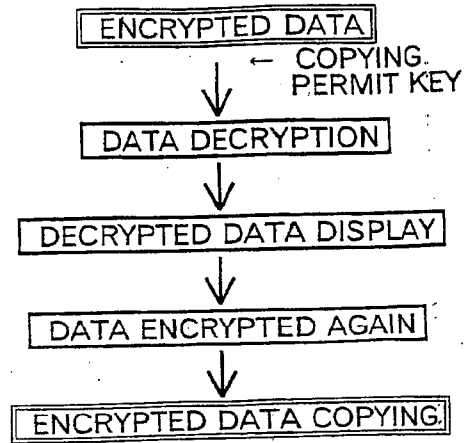 ENCRYPTED DATA
← COPYING
PERMIT KEY
DATA DECRYPTION
DECRYPTED DATA DISPLAY
DATA ENCRYPTED AGAIN
ENCRYPTED DATA COPYING